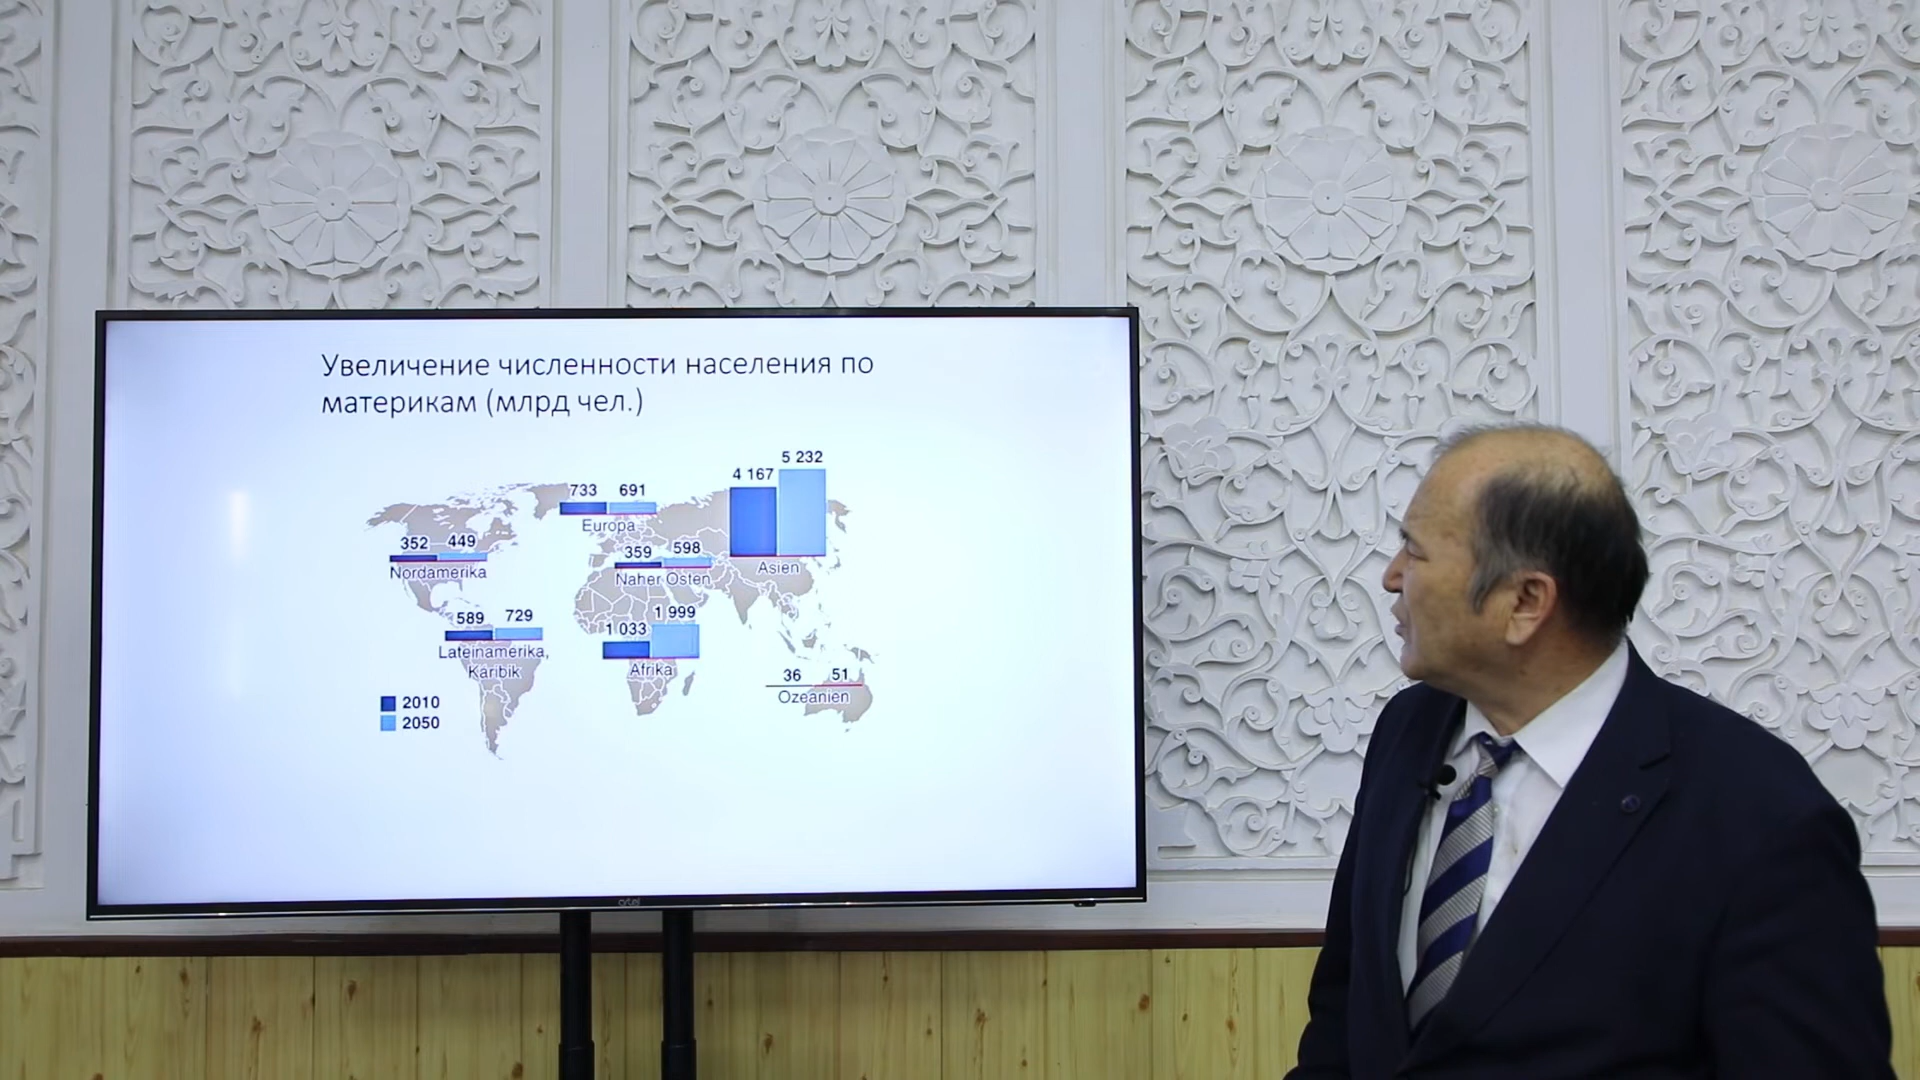 Увеличение численности населения по
материкам (млрд чел.)
5 232
4 167
733 691
Europa
352 449
Nordamerika
359 598
Naher Osten
Asien
1 999
1 033
Afrika
589 729
Lateinamerika,
Karibik
36 51
Ozeanien
2010
2050
artel